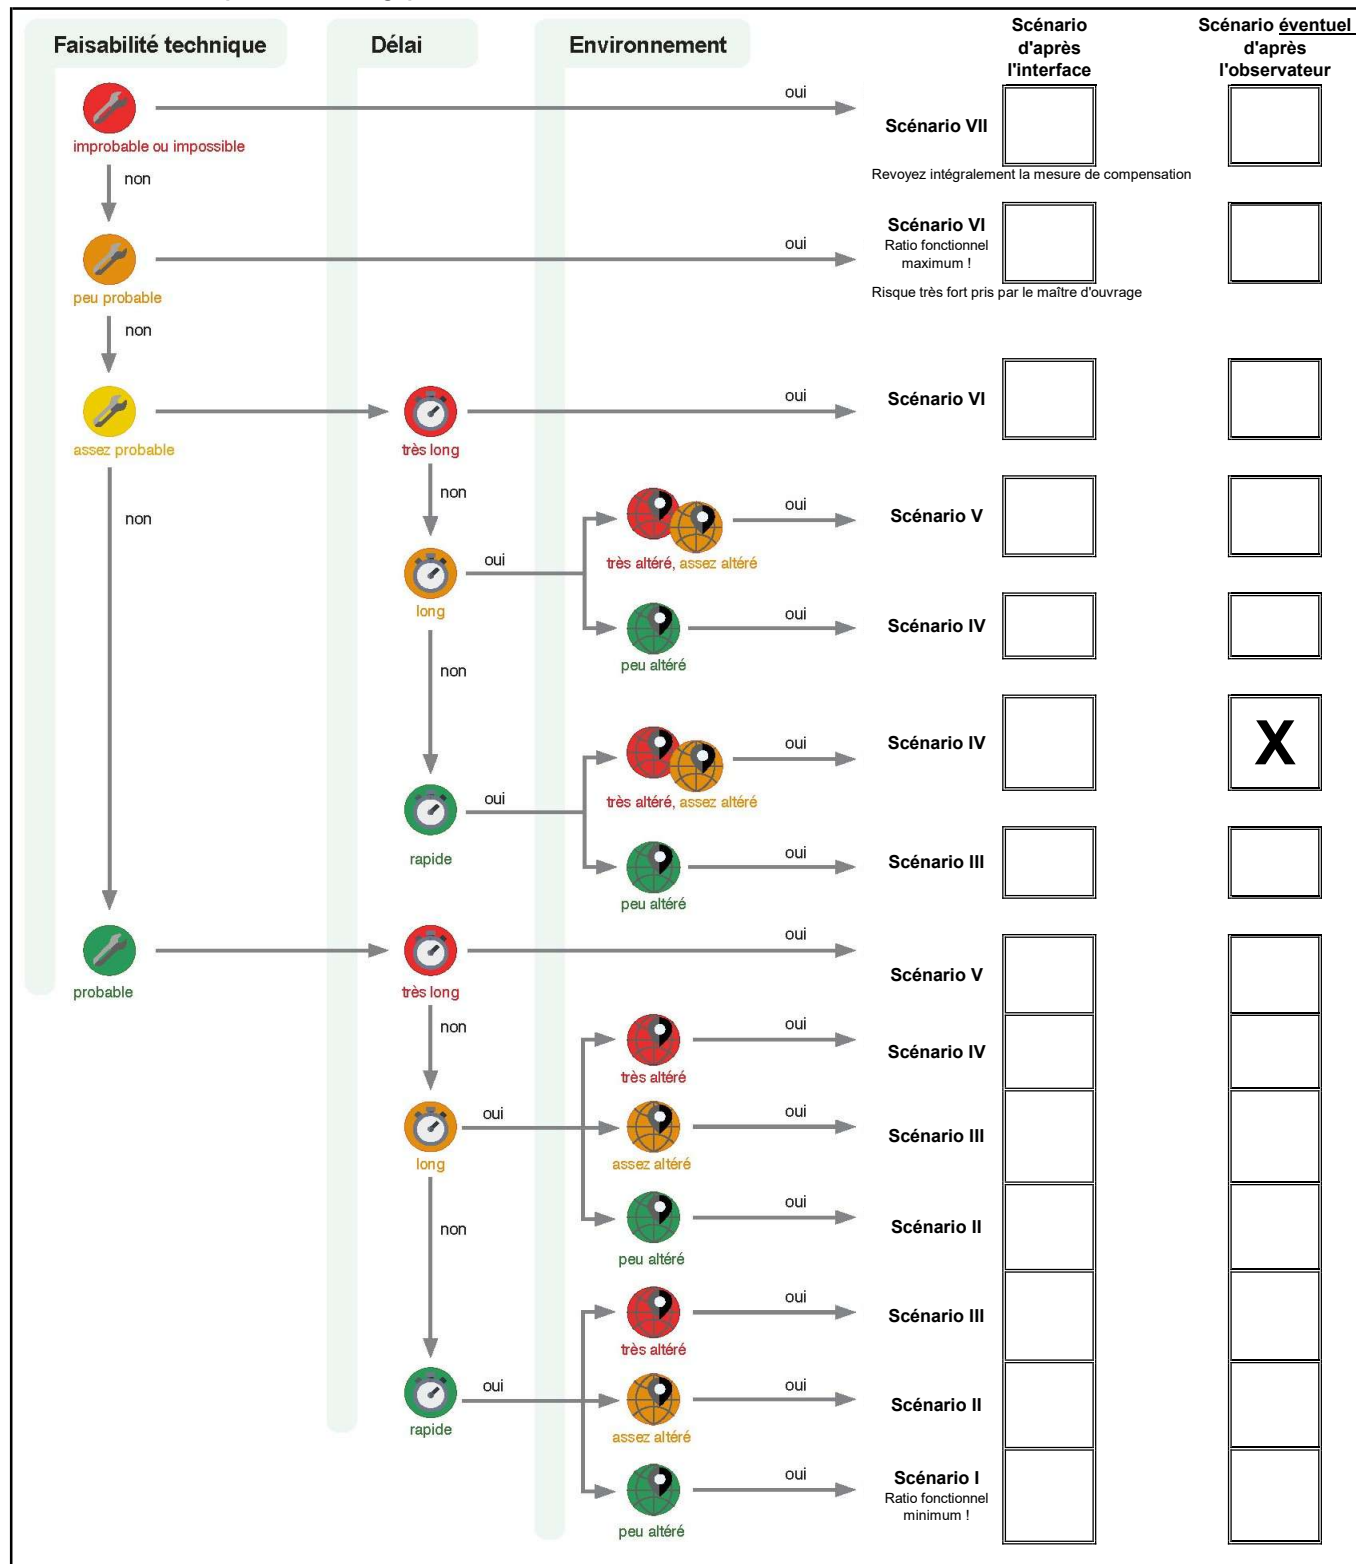 Faisabilité technique
Délai
Environnement
Scénario
d'après
l'interface
Scénario éventuel
d'après
l'observateur
oui
Scénario VII
improbable ou impossible
Revoyez intégralement la mesure de compensation
non
Scénario VI
oui
Ratio fonctionnel
maximum !
peu probable
Risque très fort pris par le maître d'ouvrage
non
oui
Scénario VI
assez probable
très long
non
oui
Scénario V
non
oui
très altéré, assez altéré
long
oui
Scénario IV
peu altéré
non
oui
Scénario IV
X
oui
très altéré, assez altéré
rapide
oui
Scénario III
peu altéré
oui
Scénario V
probable
très long
non
oui
Scénario IV
très altéré
oui
oui
Scénario III
long
assez altéré
oui
Scénario II
non
peu altéré
oui
Scénario III
très altéré
oui
oui
Scénario II
rapide
assez altéré
oui
Scénario I
Ratio fonctionnel
minimum !
peu altéré